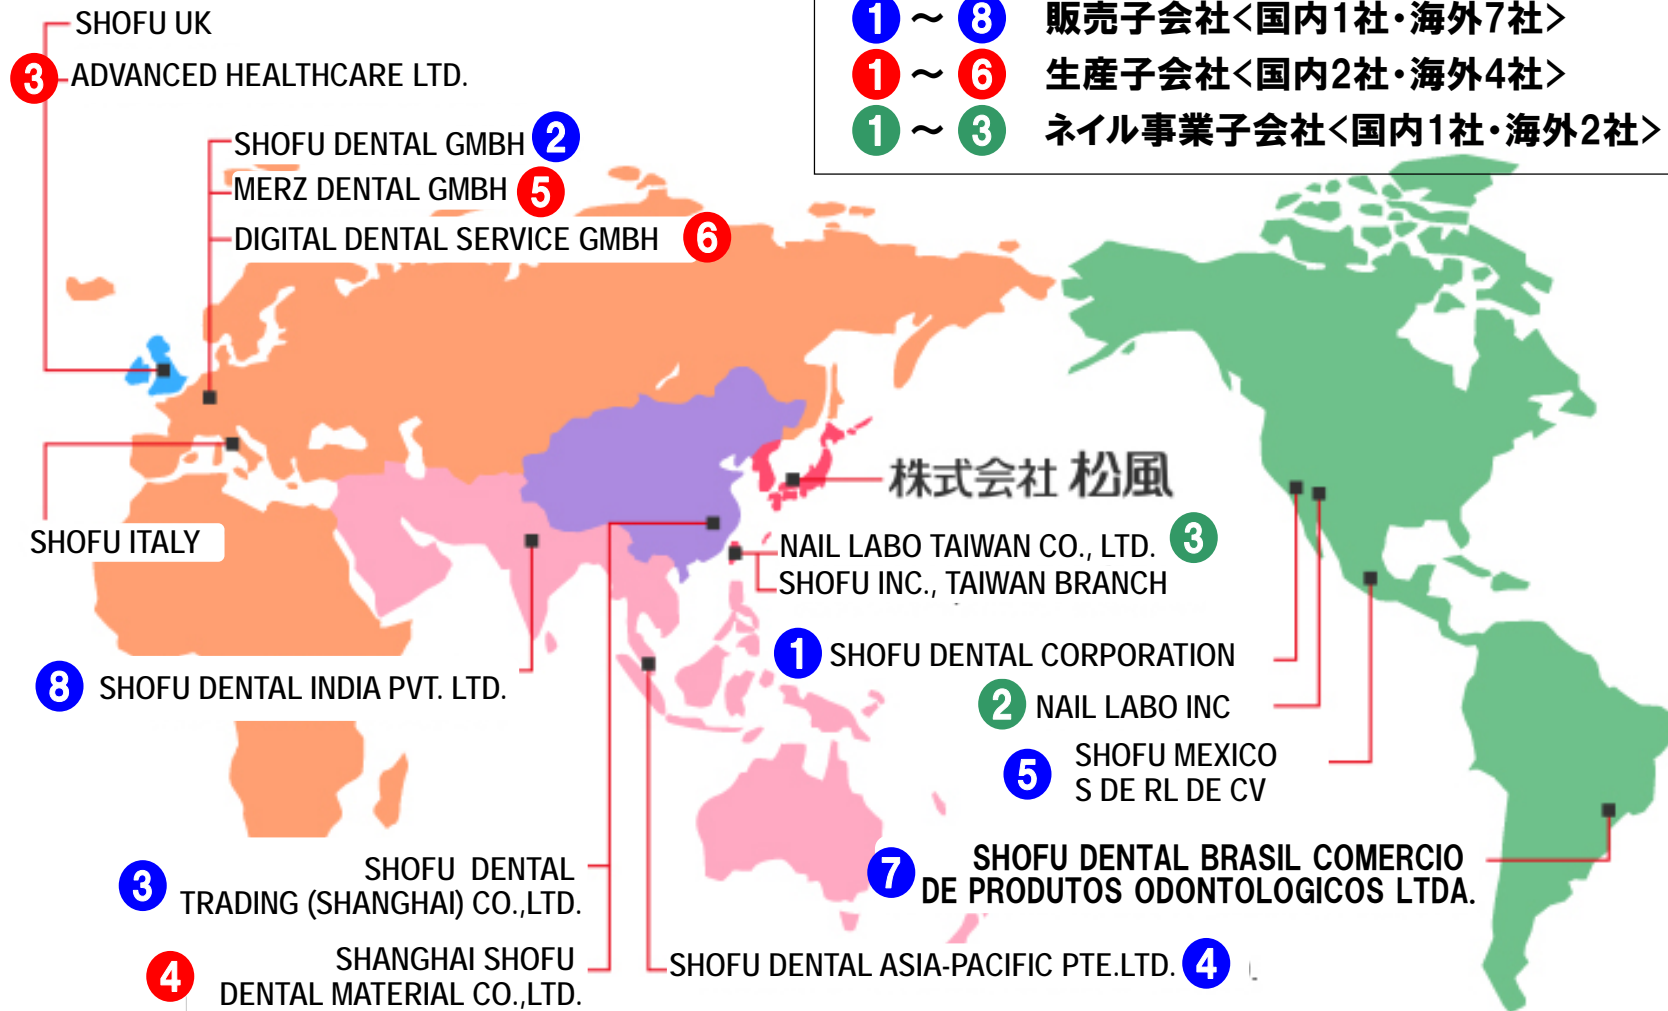 SHOFU UK
3 ADVANCED HEALTHCARE LTD.
1 ～ 8 販売子会社<国内1社・海外7社>
1 ～ 6 生産子会社<国内2社・海外4社>
1 ～ 3 ネイル事業子会社<国内1社・海外2社>
SHOFU DENTAL GMBH 2
MERZ DENTAL GMBH 5
DIGITAL DENTAL SERVICE GMBH 6
株式会社 松風
SHOFU ITALY
NAIL LABO TAIWAN CO., LTD. 3
SHOFU INC., TAIWAN BRANCH
1 SHOFU DENTAL CORPORATION
8 SHOFU DENTAL INDIA PVT. LTD.
2 NAIL LABO INC
5 SHOFU MEXICO
S DE RL DE CV
7 SHOFU DENTAL BRASIL COMERCIO
DE PRODUTOS ODONTOLOGICOS LTDA.
3 SHOFU DENTAL
TRADING (SHANGHAI) CO.,LTD.
4 SHANGHAI SHOFU
DENTAL MATERIAL CO.,LTD.
SHOFU DENTAL ASIA-PACIFIC PTE.LTD. 4